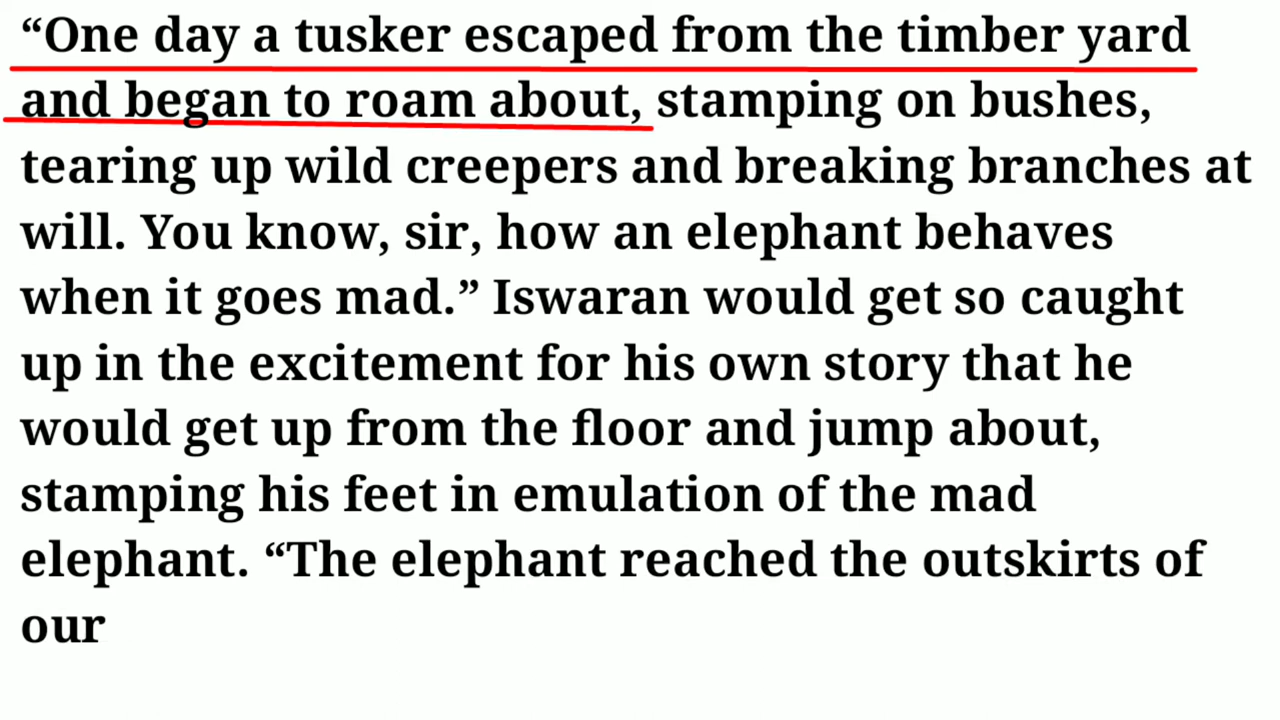 “One day a tusker escaped from the timber yard
and began to roam about, stamping on bushes,
tearing up wild creepers and breaking branches at
will. You know, sir, how an elephant behaves
when it goes mad.” Iswaran would get so caught
up in the excitement for his own story that he
would get up from the floor and jump about,
stamping his feet in emulation of the mad
elephant. “The elephant reached the outskirts of
our